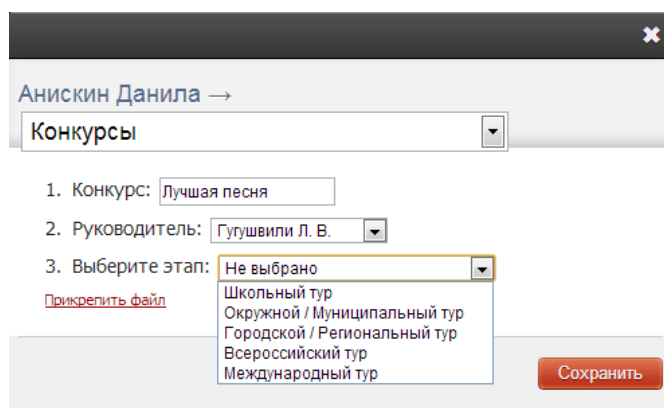 Анискин Данила →
Конкурсы
1. Конкурс: Лучшая песня
2. Руководитель: Гугушвили Л. В.
3. Выберите этап: Не выбрано
Школьный тур
Окружной / Муниципальный тур
Городской / Региональный тур
Всероссийский тур
Международный тур
Прикрепить файл
Сохранить